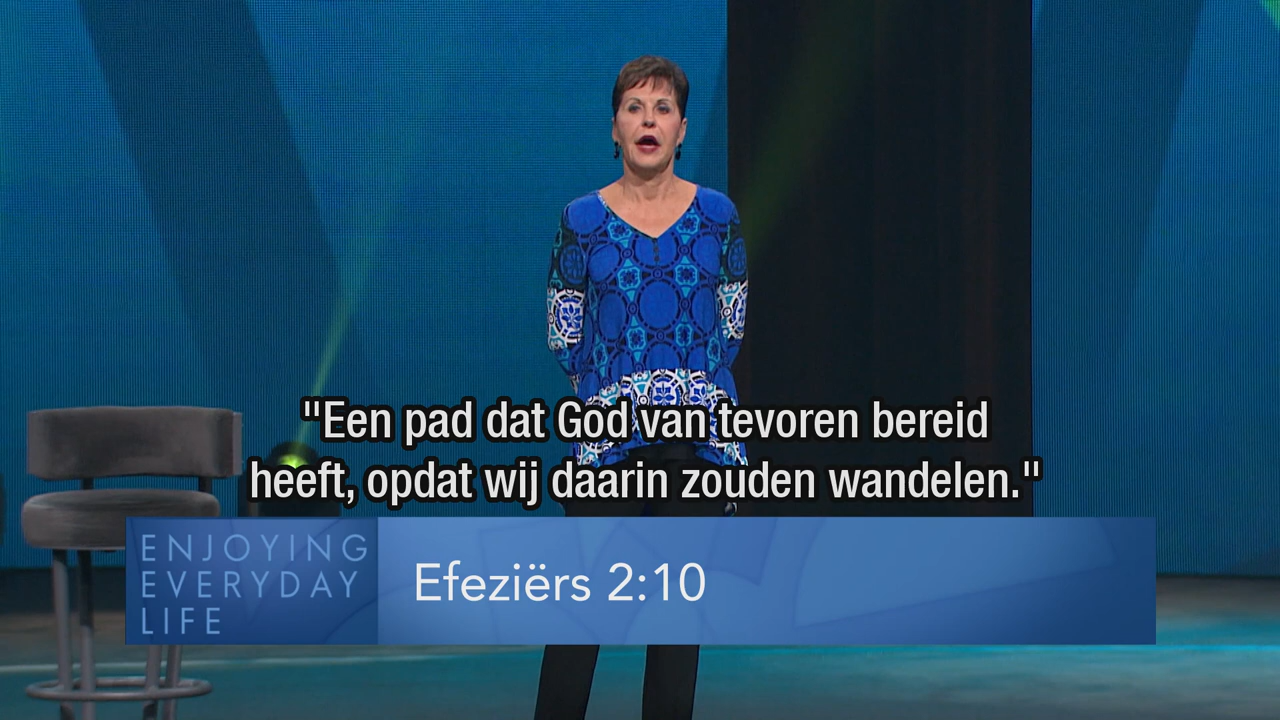 "Een pad dat God van tevoren bereid
heeft, opdat wij daarin zouden wandelen."
ENJOYING
EVERYDAY
LIFE
Efeziërs 2:10